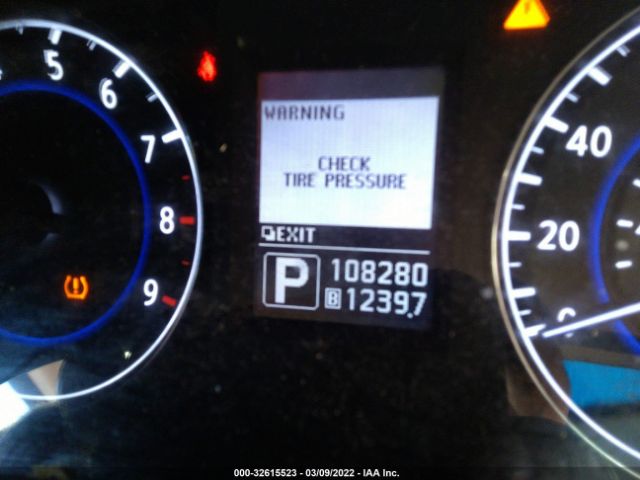 5
6
7
8
9
WARNING
CHECK
TIRE PRESSURE
EXIT
P 108280
B 12397
40
20
0
000-32615523 - 03/09/2022 - IAA Inc.